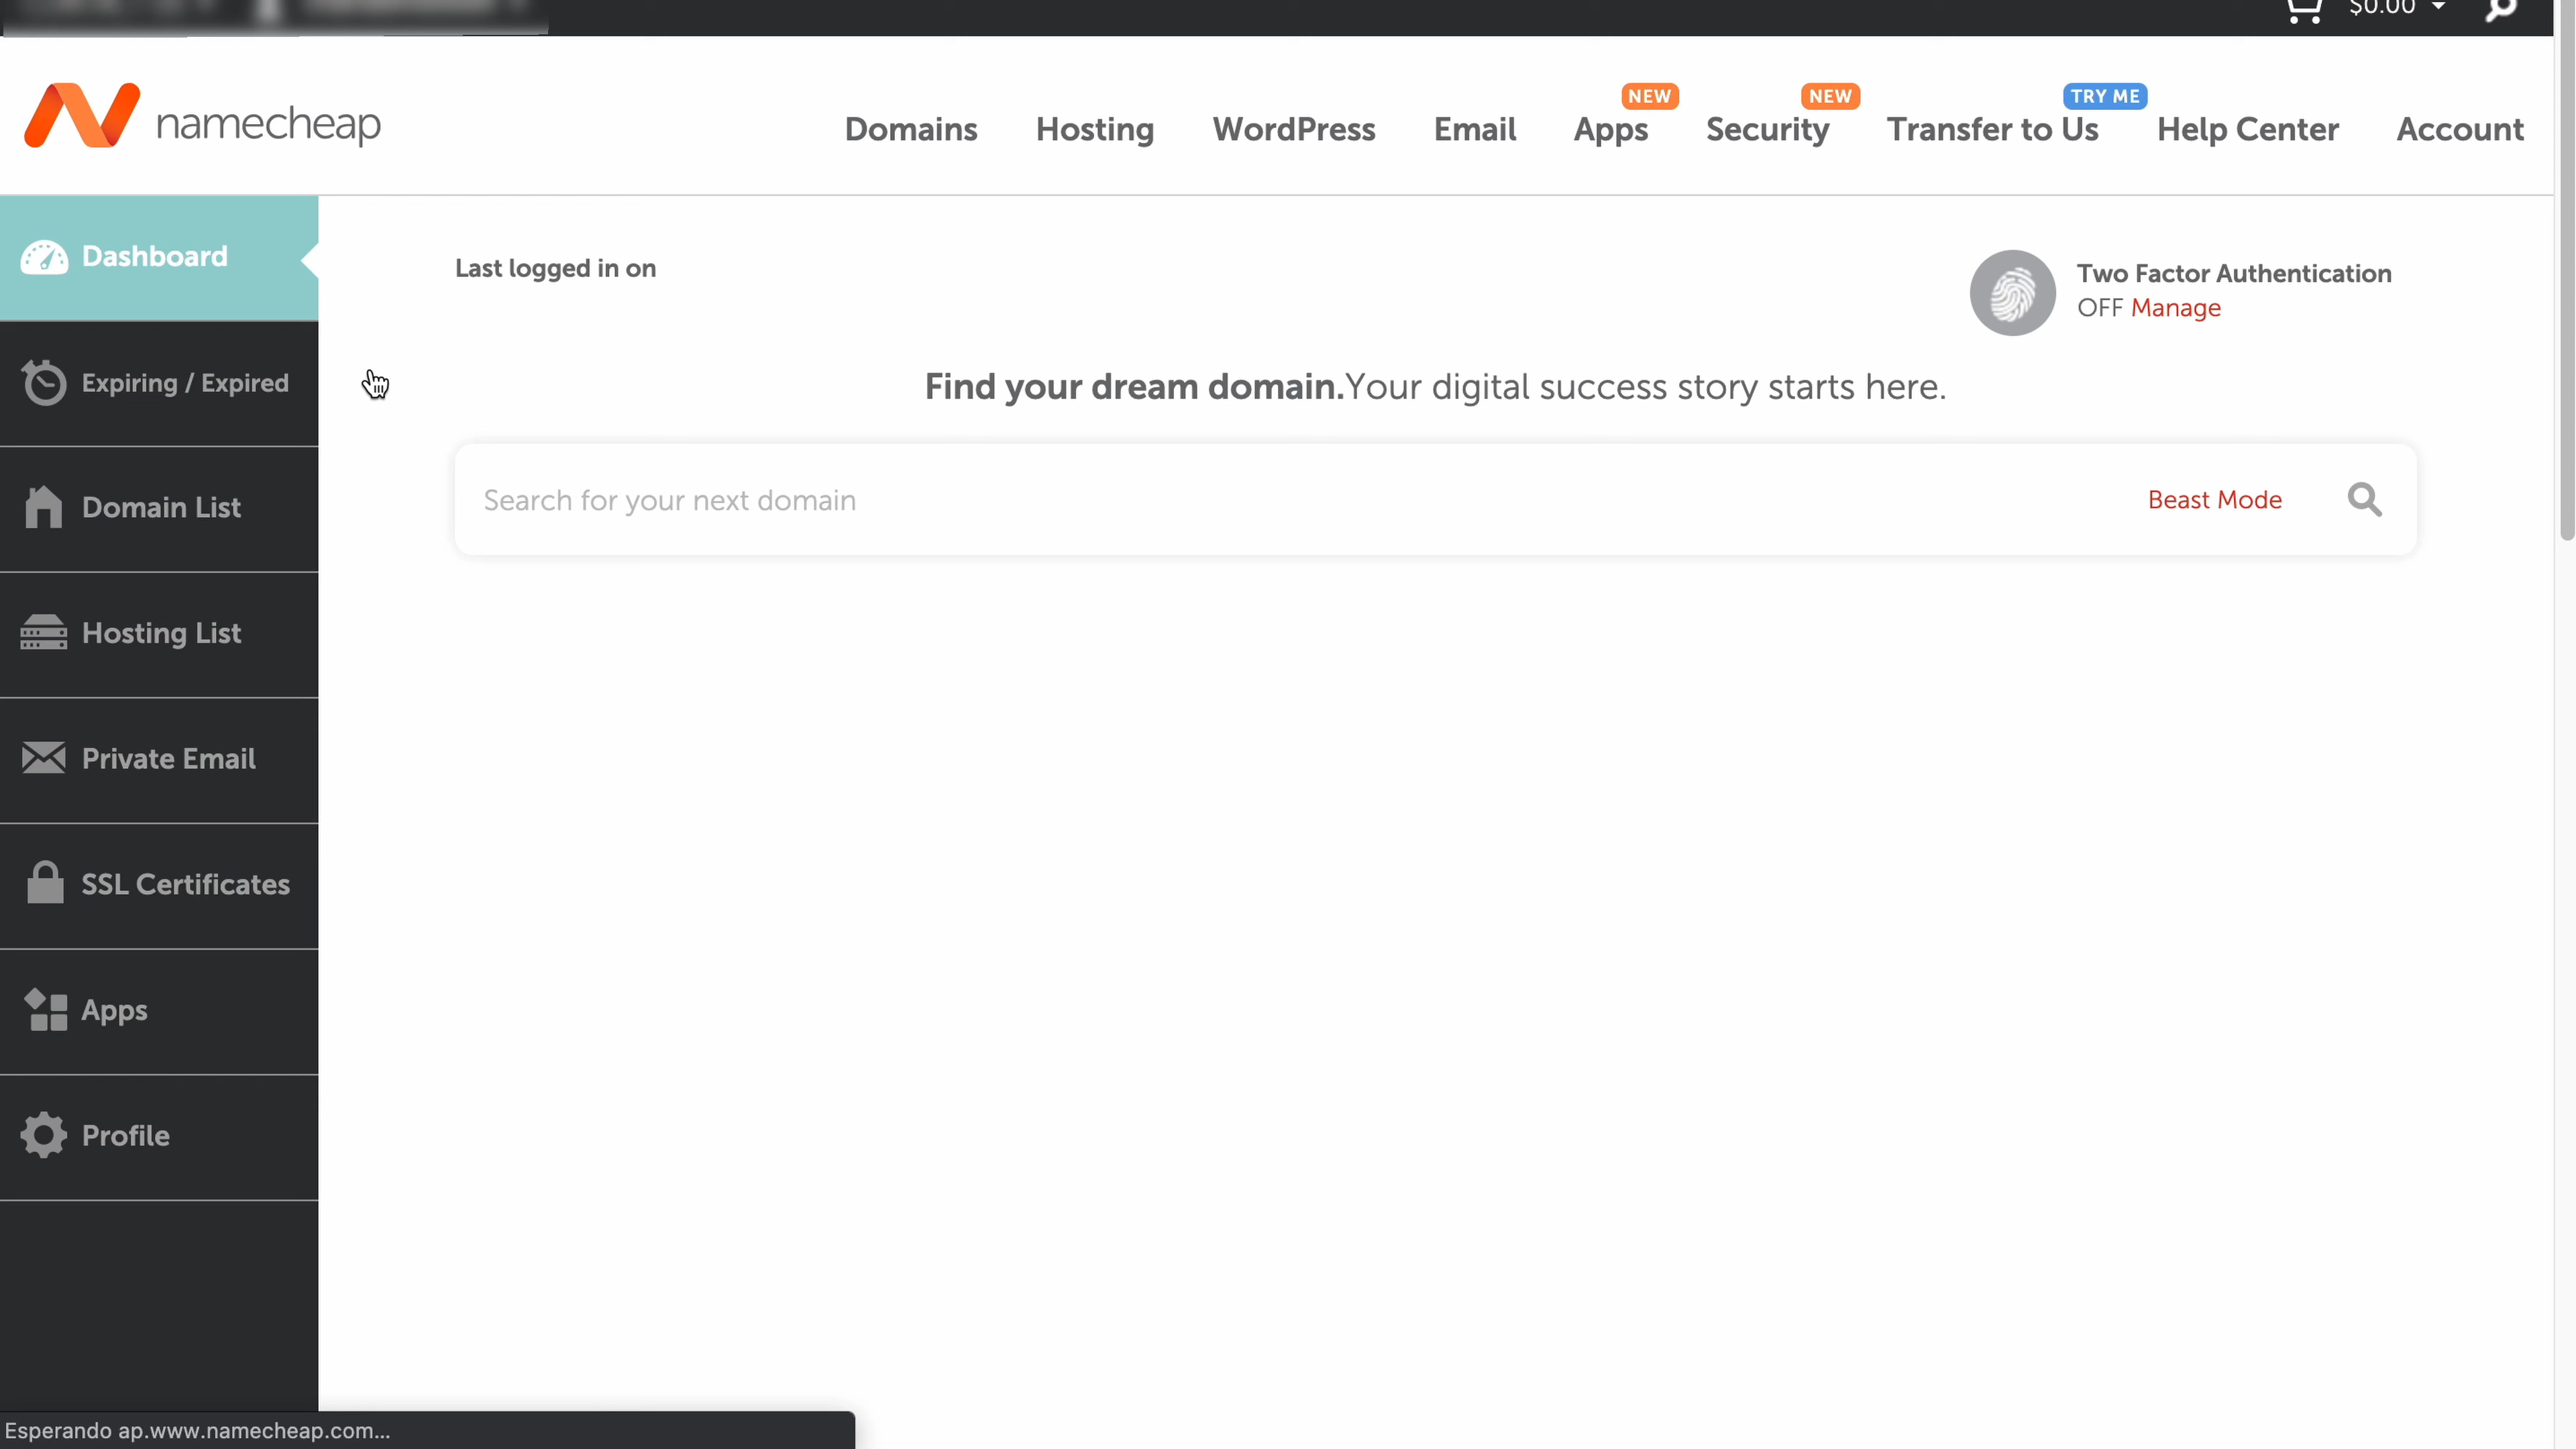 $0.00
namecheap
NEW
NEW
TRY ME
Domains Hosting WordPress Email Apps Security Transfer to Us Help Center Account
Dashboard
Expiring / Expired
Domain List
Hosting List
Private Email
SSL Certificates
Apps
Profile
Last logged in on
Two Factor Authentication
OFF Manage
Find your dream domain.Your digital success story starts here.
Search for your next domain
Beast Mode
Esperando ap.www.namecheap.com...